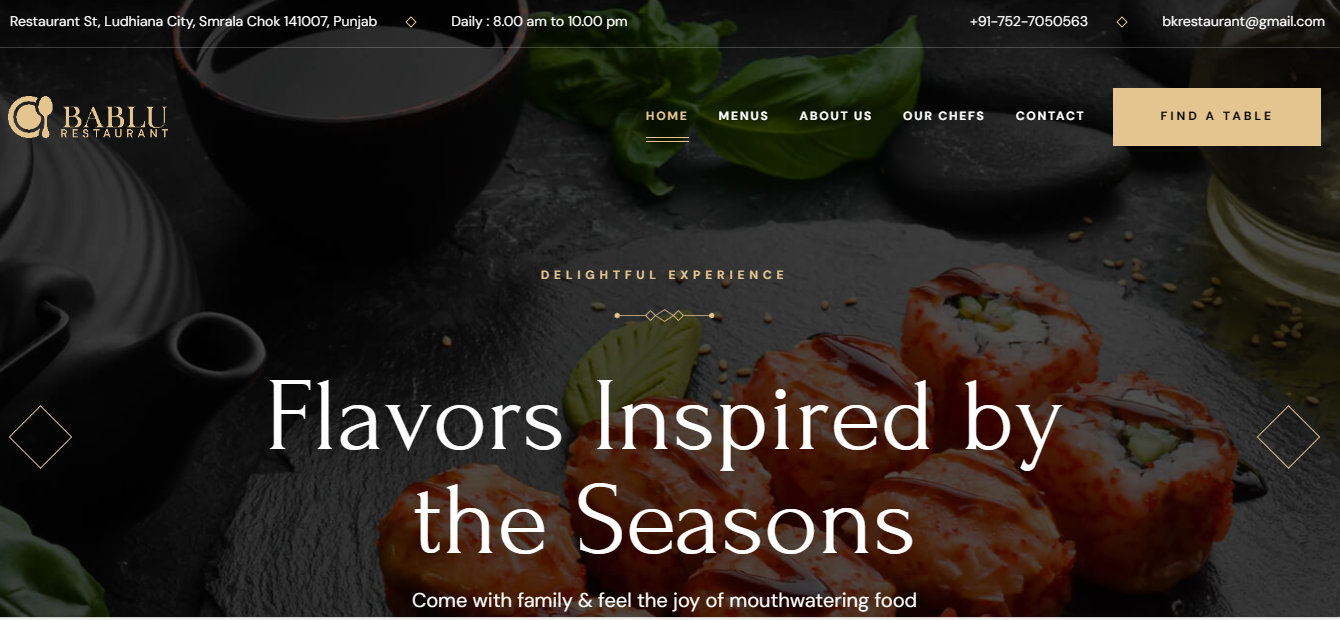 Restaurant St, Ludhiana City, Smrala Chok 141007, Punjab
Daily : 8.00 am to 10.00 pm
+91-752-7050563
bkrestaurant@gmail.com
BABLU
RESTAURANT
HOME
MENUS
ABOUT US
OUR CHEFS
CONTACT
FIND A TABLE
DELIGHTFUL EXPERIENCE
Flavors Inspired by
the Seasons
Come with family & feel the joy of mouthwatering food